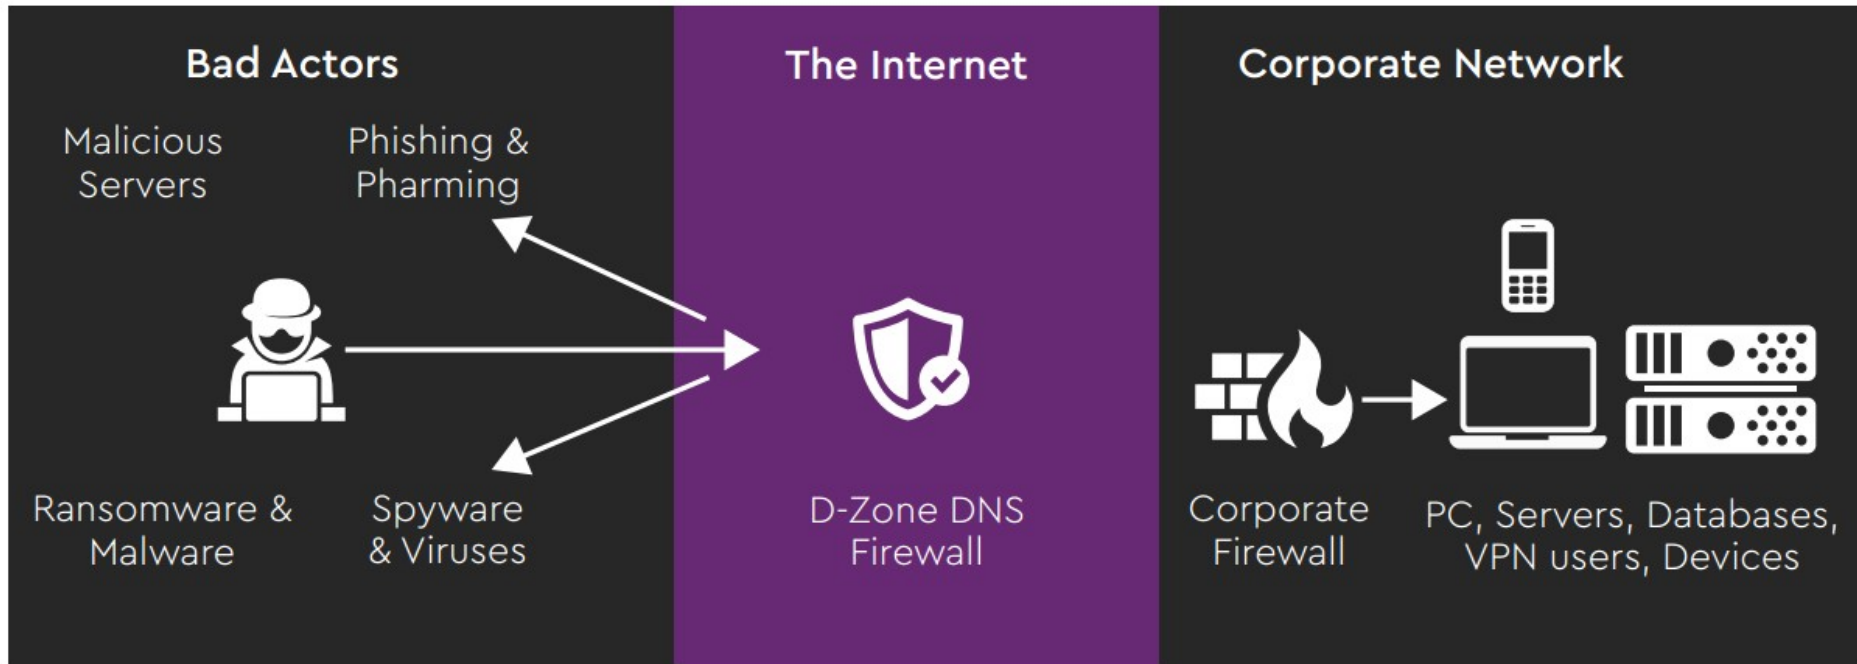 Bad Actors
Malicious
Servers
Phishing &
Pharming
Ransomware &
Malware
Spyware
& Viruses
The Internet
D-Zone DNS
Firewall
Corporate Network
Corporate
Firewall
PC, Servers, Databases,
VPN users, Devices